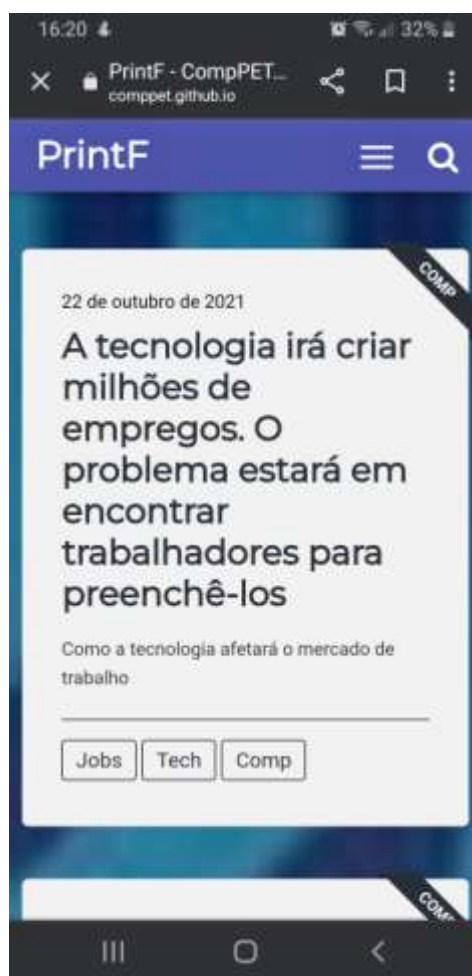 16:20
32%
PrintF - CompPET...
comppet.github.io
PrintF
COMP
22 de outubro de 2021
A tecnologia irá criar
milhões de
empregos. O
problema estará em
encontrar
trabalhadores para
preenchê-los
Como a tecnologia afetará o mercado de
trabalho
Jobs Tech Comp
COMP